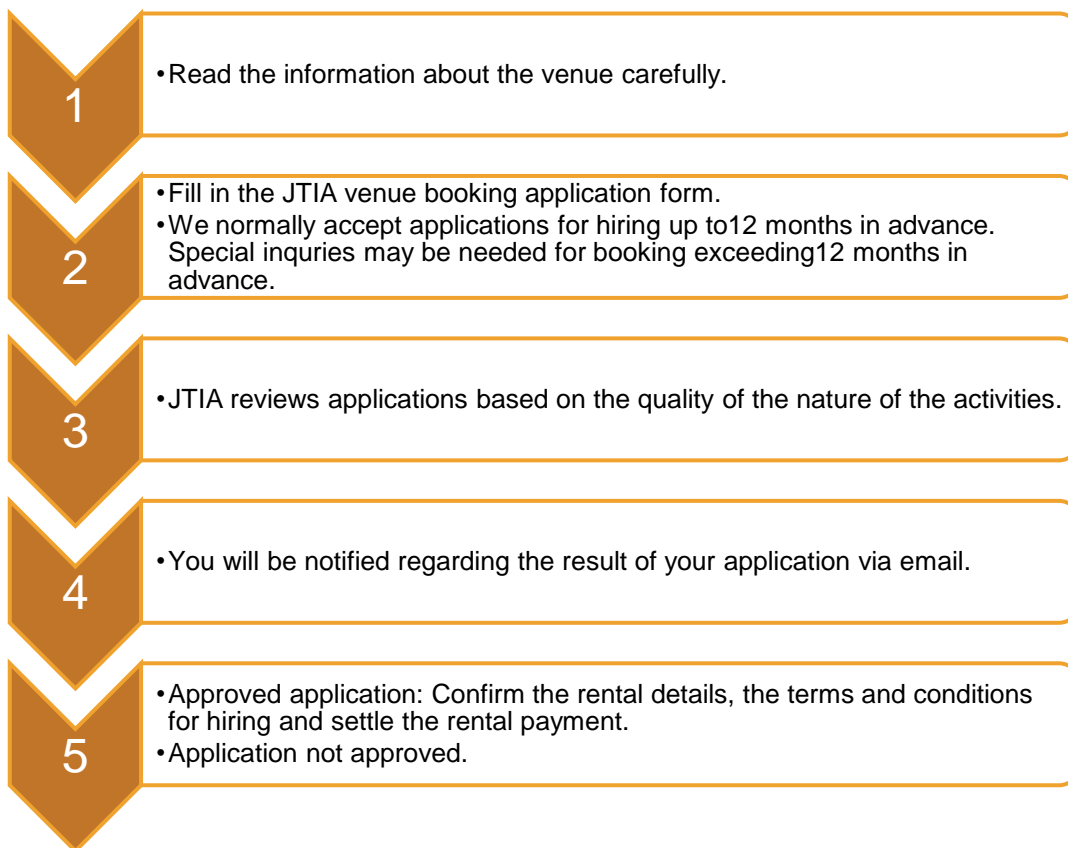 1
•Read the information about the venue carefully.
2
•Fill in the JTIA venue booking application form.
•We normally accept applications for hiring up to12 months in advance.
Special inquries may be needed for booking exceeding12 months in
advance.
3
•JTIA reviews applications based on the quality of the nature of the activities.
4
•You will be notified regarding the result of your application via email.
5
•Approved application: Confirm the rental details, the terms and conditions
for hiring and settle the rental payment.
•Application not approved.